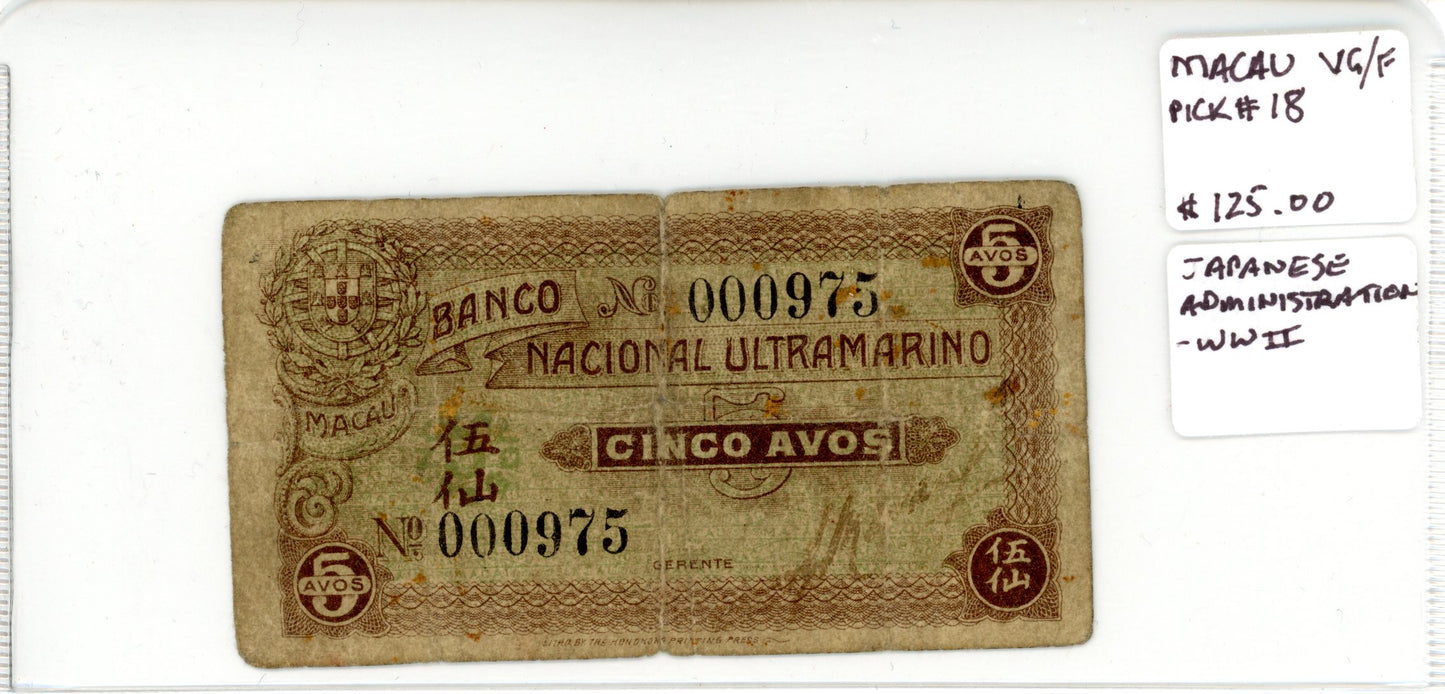 MACAU VG/F
PICK# 18
$125.00
JAPANESE
ADMINISTRATION
- WWII
5
AVOS
BANCO
No 000975
NACIONAL ULTRAMARINO
MACAU
CINCO AVOS
伍
仙
No 000975
GERENTE
5
AVOS
伍
仙
LITHO. BY THE HONGKONG PRINTING PRESS